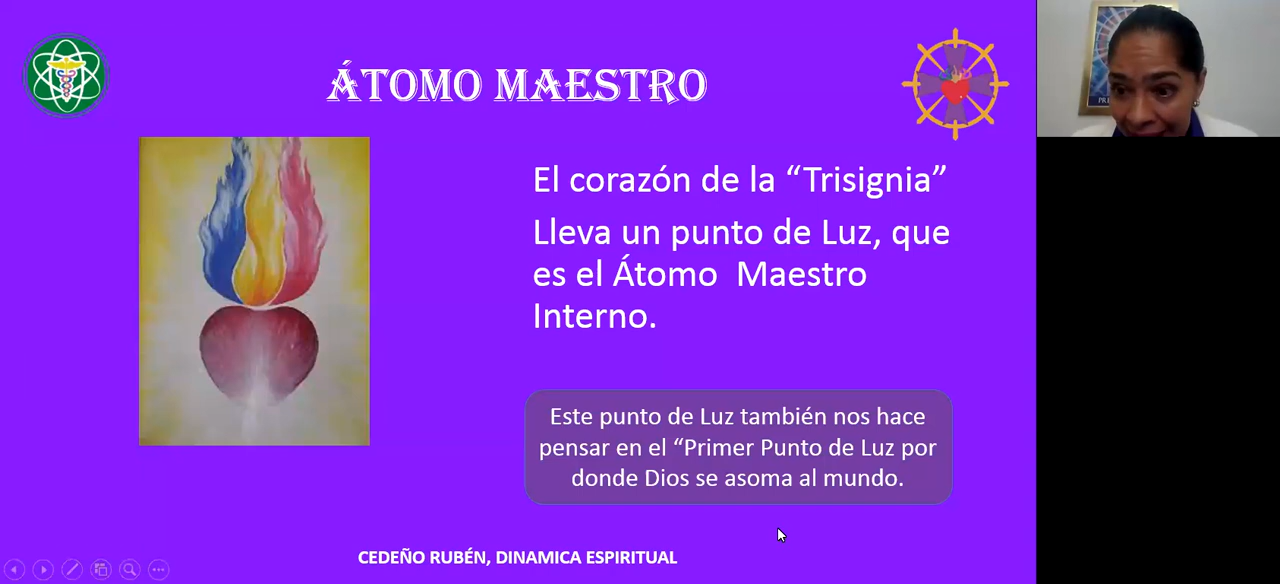 ÁTOMO MAESTRO
El corazón de la “Trisignia”
Lleva un punto de Luz, que
es el Átomo  Maestro
Interno.
Este punto de Luz también nos hace
pensar en el “Primer Punto de Luz por
donde Dios se asoma al mundo.
CEDEÑO RUBÉN, DINAMICA ESPIRITUAL